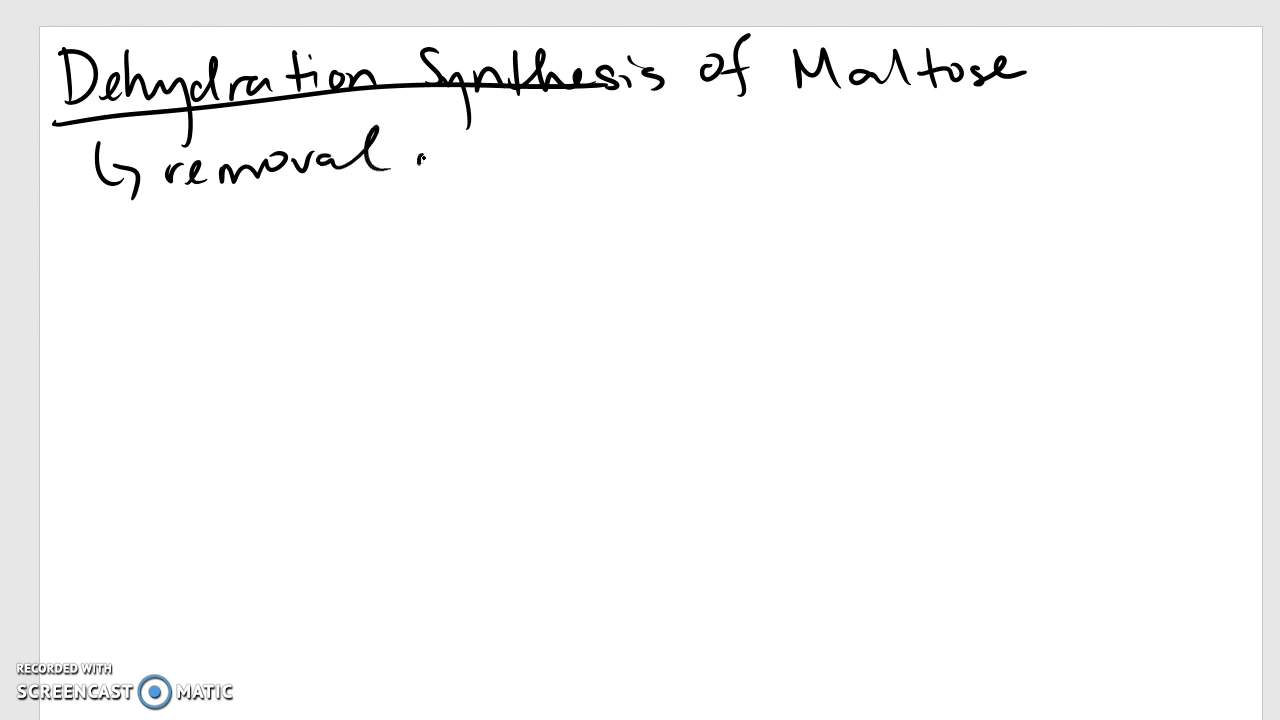 Dehydration Synthesis of Maltose
↳ removal
RECORDED WITH
SCREENCAST MATIC